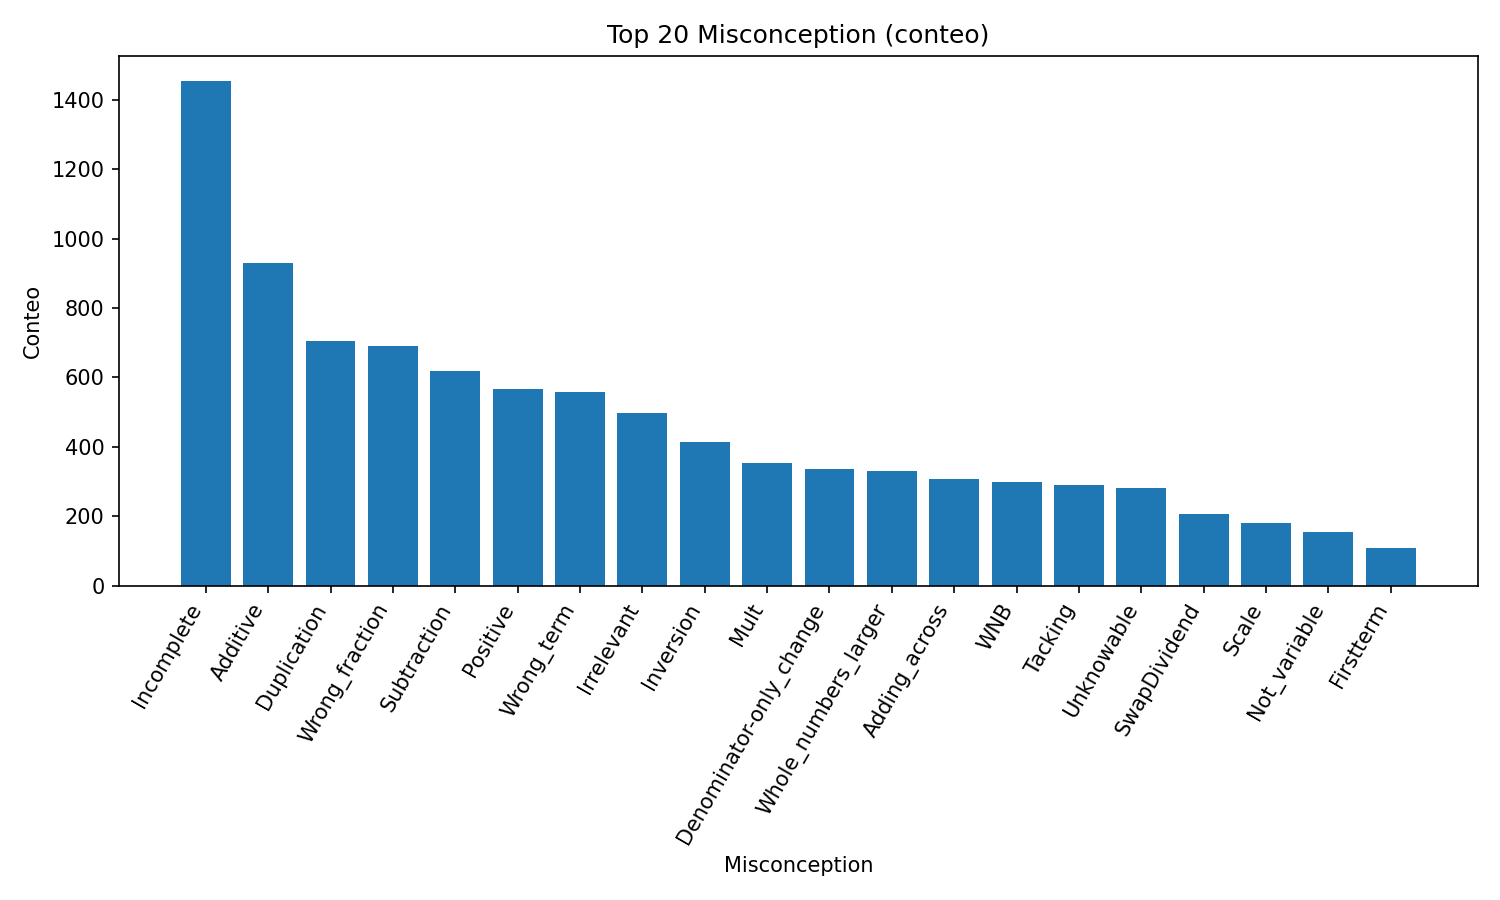 Top 20 Misconception (conteo)
Conteo
1400
1200
1000
800
600
400
200
0
Incomplete
Additive
Duplication
Wrong_fraction
Subtraction
Positive
Wrong_term
Irrelevant
Inversion
Mult
Denominator-only_change
Whole_numbers_larger
Adding_across
WNB
Tacking
Unknowable
SwapDividend
Scale
Not_variable
Firstterm
Misconception